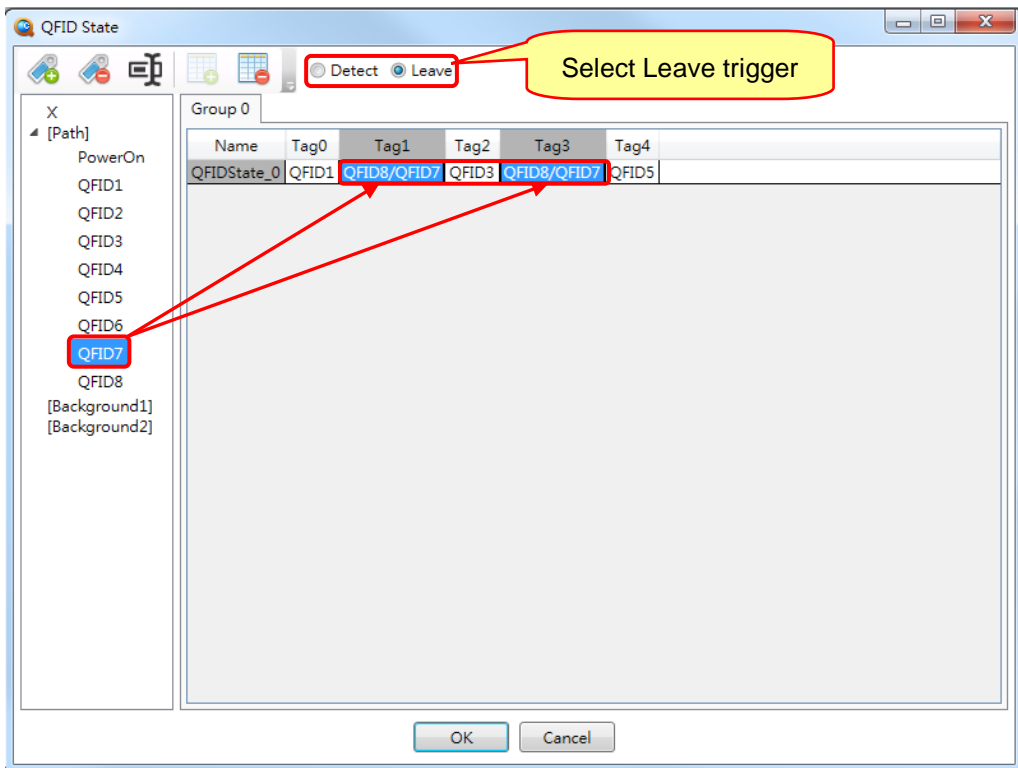 QFID State
Detect Leave
Select Leave trigger
X
[Path]
PowerOn
QFID1
QFID2
QFID3
QFID4
QFID5
QFID6
QFID7
QFID8
[Background1]
[Background2]
Group 0
Name Tag0 Tag1 Tag2 Tag3 Tag4
QFIDState_0 QFID1 QFID8/QFID7 QFID3 QFID8/QFID7 QFID5
OK Cancel